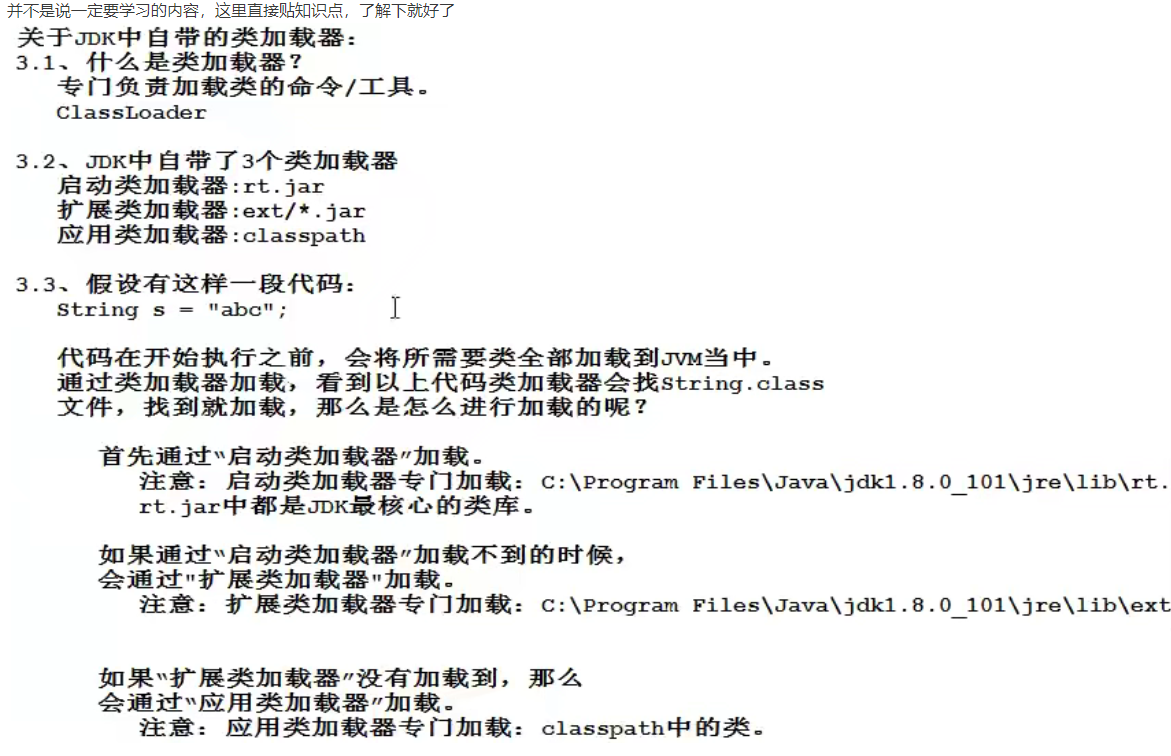 并不是说一定要学习的内容，这里直接贴知识点，了解下就好了
关于JDK中自带的类加载器：
3.1、什么是类加载器？
专门负责加载类的命令/工具。
ClassLoader
3.2、JDK中自带了3个类加载器
启动类加载器:rt.jar
扩展类加载器:ext/*.jar
应用类加载器:classpath
3.3、假设有这样一段代码：
String s = "abc";
代码在开始执行之前，会将所需要类全部加载到JVM当中。
通过类加载器加载，看到以上代码类加载器会找String.class
文件，找到就加载，那么是怎么进行加载的呢？
首先通过“启动类加载器”加载。
注意：启动类加载器专门加载：C:\Program Files\Java\jdk1.8.0_101\jre\lib\rt.
rt.jar中都是JDK最核心的类库。
如果通过“启动类加载器”加载不到的时候，
会通过"扩展类加载器"加载。
注意：扩展类加载器专门加载：C:\Program Files\Java\jdk1.8.0_101\jre\lib\ext
如果“扩展类加载器”没有加载到，那么
会通过“应用类加载器”加载。
注意：应用类加载器专门加载：classpath中的类。